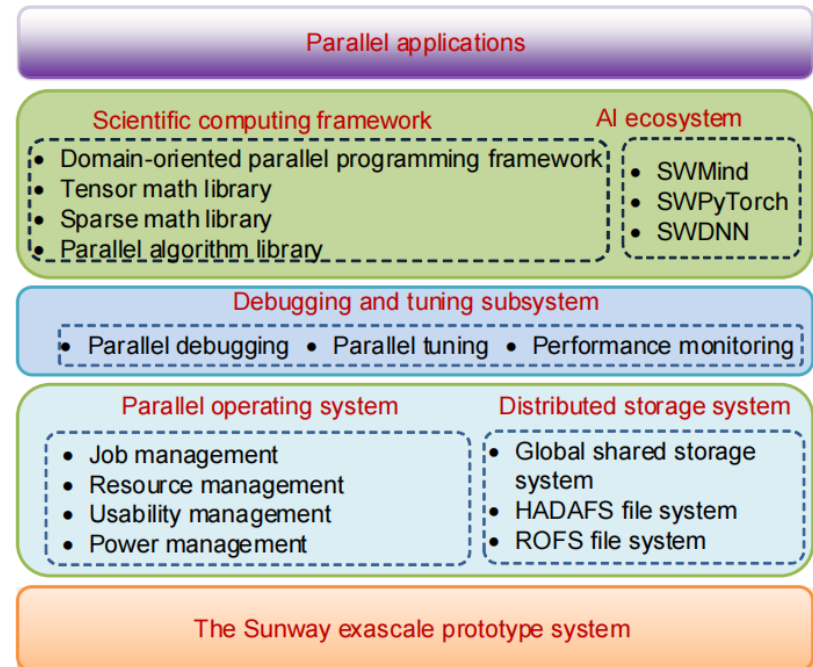 Parallel applications
Scientific computing framework
• Domain-oriented parallel programming framework
• Tensor math library
• Sparse math library
• Parallel algorithm library
AI ecosystem
• SWMind
• SWPyTorch
• SWDNN
Debugging and tuning subsystem
• Parallel debugging • Parallel tuning • Performance monitoring
Parallel operating system
• Job management
• Resource management
• Usability management
• Power management
Distributed storage system
• Global shared storage
system
• HADAFS file system
• ROFS file system
The Sunway exascale prototype system